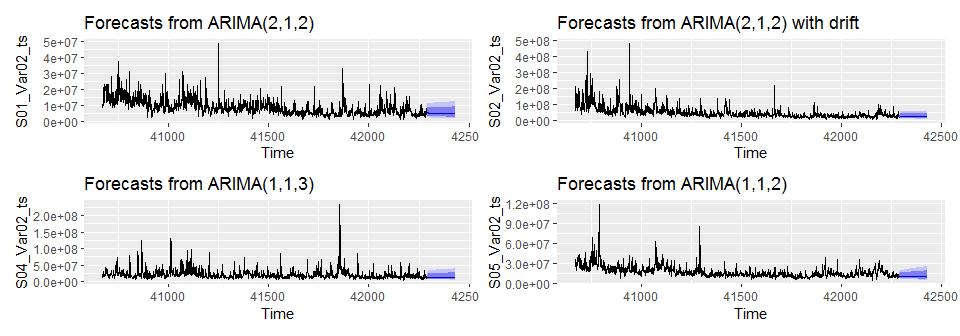 Forecasts from ARIMA(2,1,2)
S01_Var02_ts
5e+07
4e+07
3e+07
2e+07
1e+07
0e+00
41000
41500
42000
42500
Time
Forecasts from ARIMA(2,1,2) with drift
S02_Var02_ts
5e+08
4e+08
3e+08
2e+08
1e+08
0e+00
41000
41500
42000
42500
Time
Forecasts from ARIMA(1,1,3)
S04_Var02_ts
2.0e+08
1.5e+08
1.0e+08
5.0e+07
0.0e+00
41000
41500
42000
42500
Time
Forecasts from ARIMA(1,1,2)
S05_Var02_ts
1.2e+08
9.0e+07
6.0e+07
3.0e+07
0.0e+00
41000
41500
42000
42500
Time